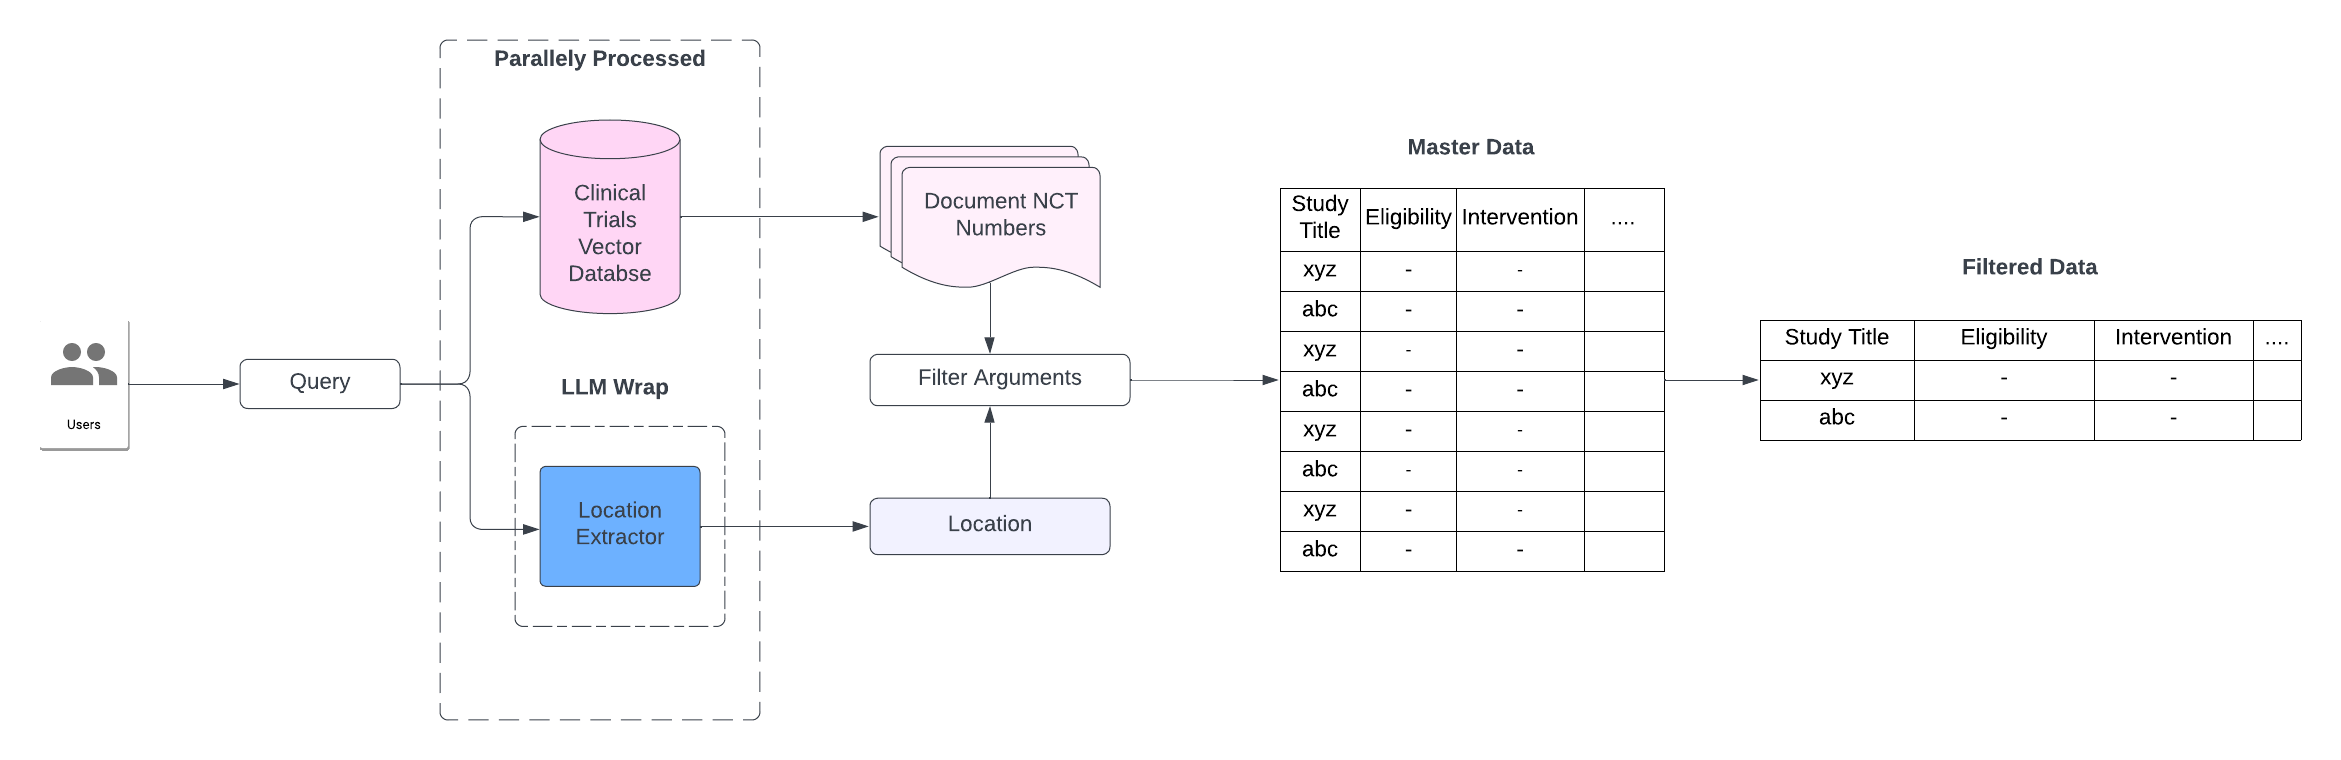 Parallely Processed
Clinical
Trials
Vector
Databse
Document NCT
Numbers
Users
Query
LLM Wrap
Location
Extractor
Filter Arguments
Location
Master Data
Study
Title
Eligibility
Intervention
....
xyz - -
abc - -
xyz - -
abc - -
xyz - -
abc - -
xyz - -
abc - -
Filtered Data
Study Title Eligibility Intervention ....
xyz - -
abc - -